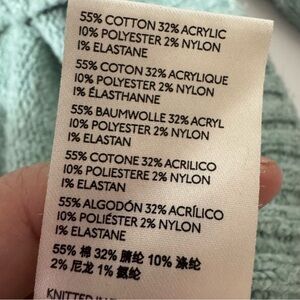 55% COTTON 32% ACRYLIC
10% POLYESTER 2% NYLON
1% ELASTANE
55% COTON 32% ACRYLIQUE
10% POLYESTER 2% NYLON
1% ÉLASTHANNE
55% BAUMWOLLE 32% ACRYL
10% POLYESTER 2% NYLON
1% ELASTAN
55% COTONE 32% ACRILICO
10% POLIESTERE 2% NYLON
1% ELASTAN
55% ALGODÓN 32% ACRÍLICO
10% POLIÉSTER 2% NYLON
1% ELASTANO
55% 棉 32% 腈纶 10% 涤纶
2% 尼龙 1% 氨纶
KNITTED IN